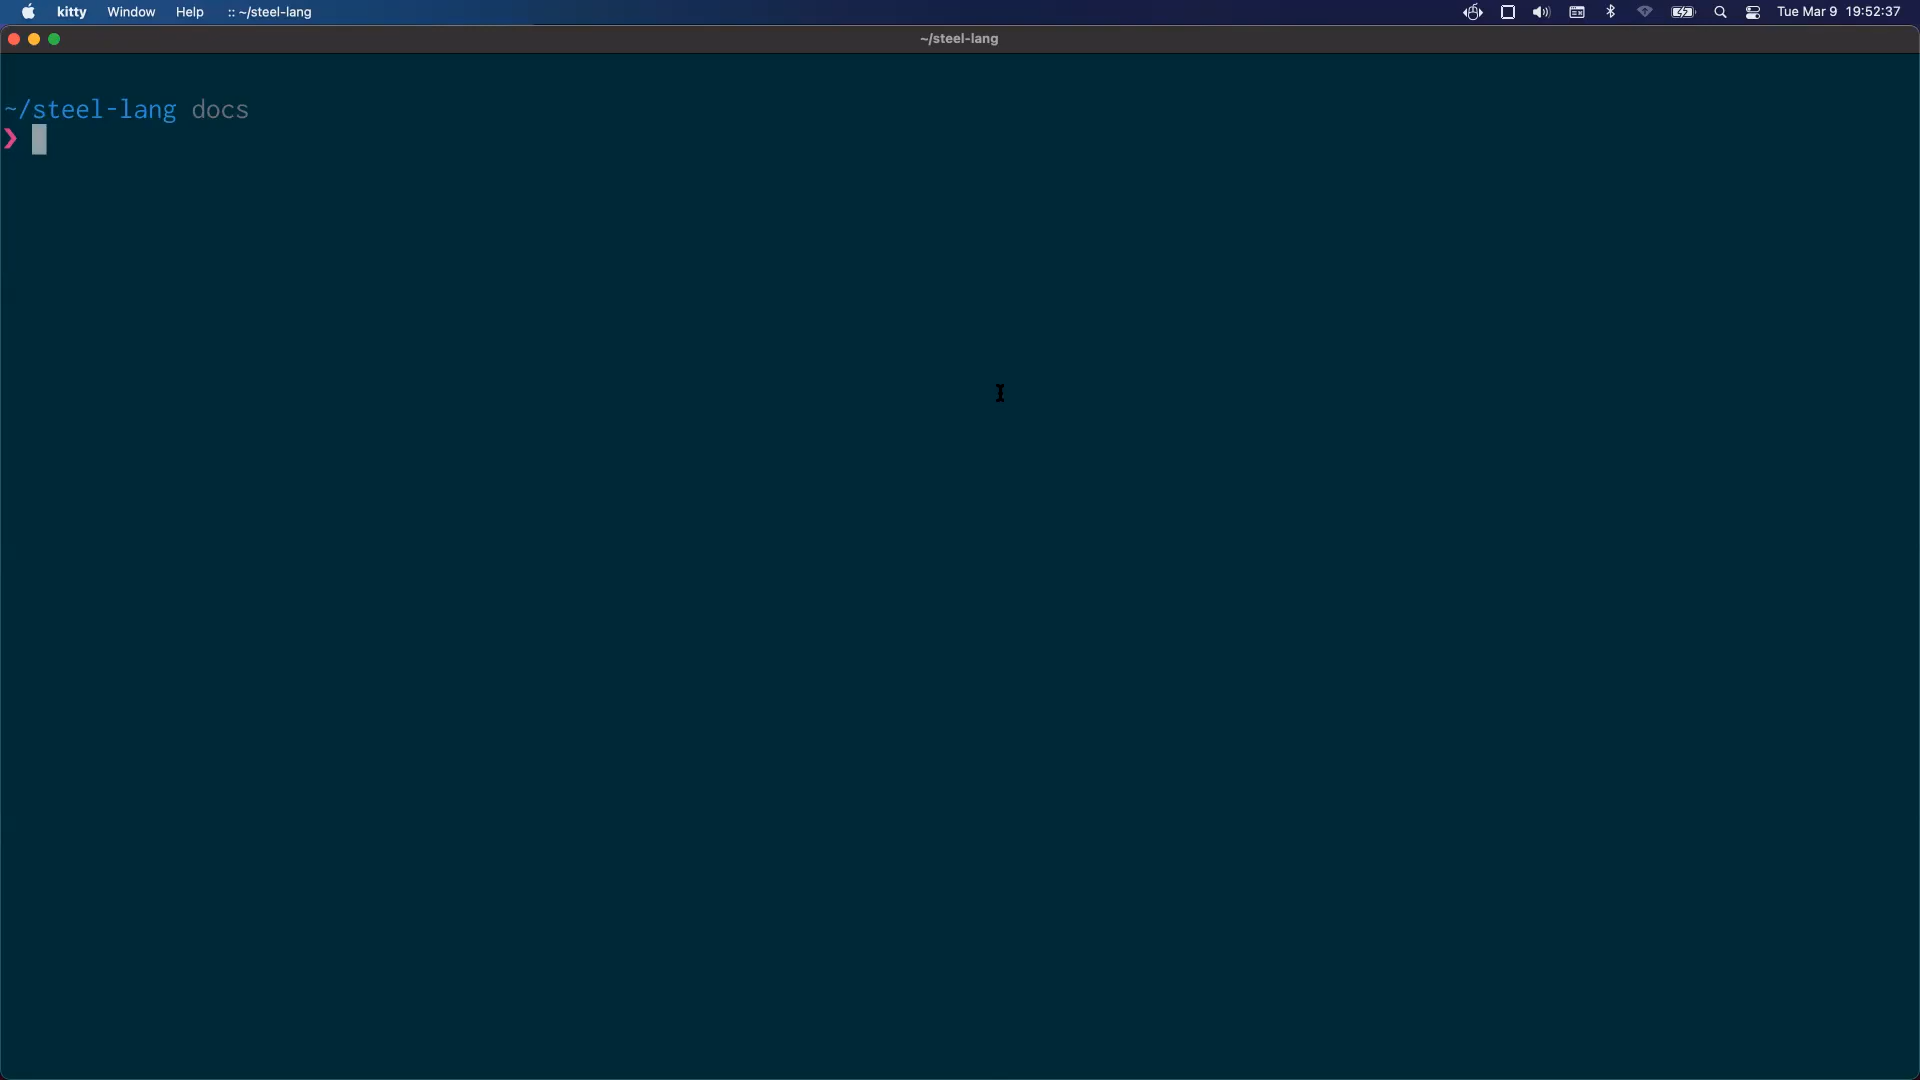 kitty Window Help :: ~/steel-lang Tue Mar 9 19:52:37
~/steel-lang
~/steel-lang docs
❯